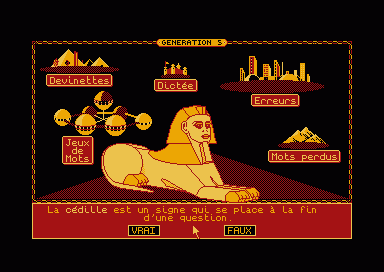 GENERATION 5
Devinettes
Dictée
Erreurs
Jeux
de
Mots
Mots perdus
La cédille est un signe qui se place à la fin
d'une question.
VRAI
FAUX